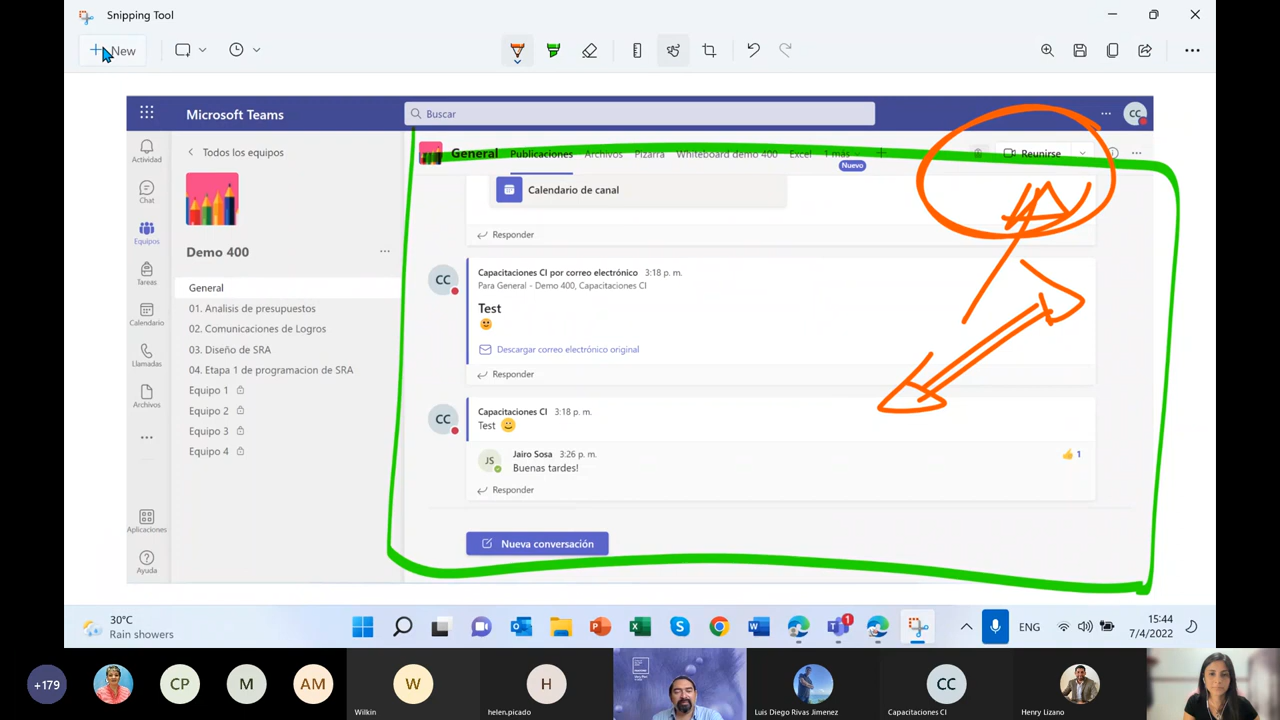 Snipping Tool
New
Microsoft Teams
Buscar
CC
Actividad
Chat
Equipos
Tareas
Calendario
Llamadas
Archivos
Aplicaciones
Ayuda
Todos los equipos
Demo 400
General
01. Analisis de presupuestos
02. Comunicaciones de Logros
03. Diseño de SRA
04. Etapa 1 de programacion de SRA
Equipo 1
Equipo 2
Equipo 3
Equipo 4
General Publicaciones Archivos Pizarra Whiteboard demo 400 Excel 1 más
Nuevo
Reunirse
Calendario de canal
Responder
CC
Capacitaciones CI por correo electrónico 3:18 p. m.
Para General - Demo 400, Capacitaciones CI
Test
Descargar correo electrónico original
Responder
CC
Capacitaciones CI 3:18 p. m.
Test
JS
Jairo Sosa 3:26 p. m.
1
Buenas tardes!
Responder
Nueva conversación
30°C
Rain showers
1
ENG
15:44
7/4/2022
+179
CP
M
AM
W
Wilkin
H
helen.picado
Luis Diego Rivas Jimenez
CC
Capacitaciones CI
Henry Lizano